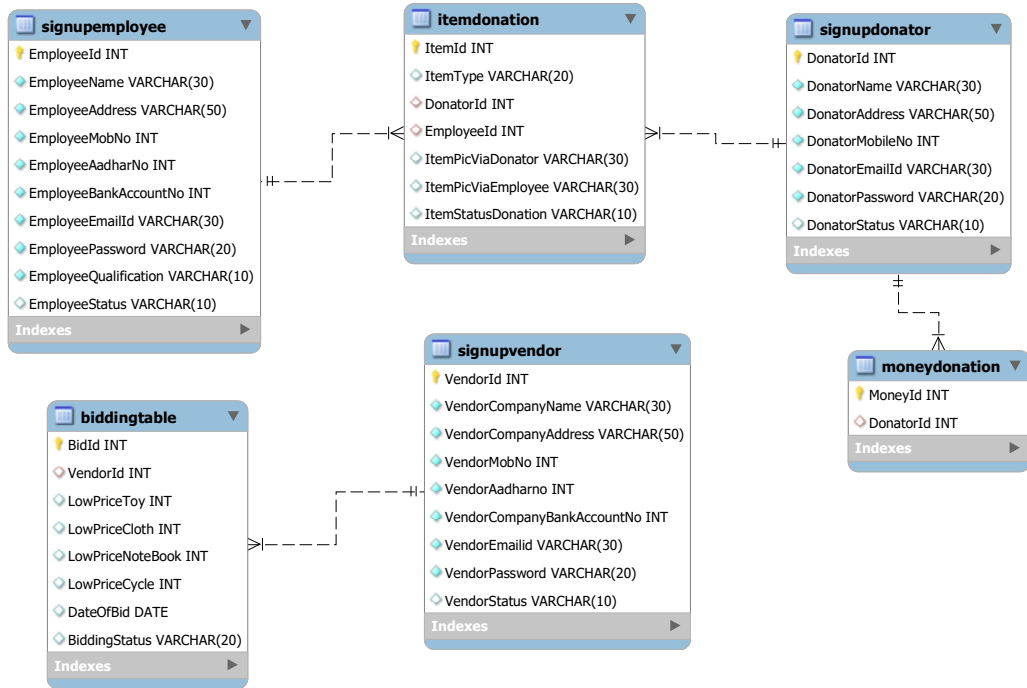 signupemployee
EmployeeId INT
EmployeeName VARCHAR(30)
EmployeeAddress VARCHAR(50)
EmployeeMobNo INT
EmployeeAadharNo INT
EmployeeBankAccountNo INT
EmployeeEmailId VARCHAR(30)
EmployeePassword VARCHAR(20)
EmployeeQualification VARCHAR(10)
EmployeeStatus VARCHAR(10)
Indexes
itemdonation
ItemId INT
ItemType VARCHAR(20)
DonatorId INT
EmployeeId INT
ItemPicViaDonator VARCHAR(30)
ItemPicViaEmployee VARCHAR(30)
ItemStatusDonation VARCHAR(10)
Indexes
signupdonator
DonatorId INT
DonatorName VARCHAR(30)
DonatorAddress VARCHAR(50)
DonatorMobileNo INT
DonatorEmailId VARCHAR(30)
DonatorPassword VARCHAR(20)
DonatorStatus VARCHAR(10)
Indexes
biddingtable
BidId INT
VendorId INT
LowPriceToy INT
LowPriceCloth INT
LowPriceNoteBook INT
LowPriceCycle INT
DateOfBid DATE
BiddingStatus VARCHAR(20)
Indexes
signupvendor
VendorId INT
VendorCompanyName VARCHAR(30)
VendorCompanyAddress VARCHAR(50)
VendorMobNo INT
VendorAadharno INT
VendorCompanyBankAccountNo INT
VendorEmailid VARCHAR(30)
VendorPassword VARCHAR(20)
VendorStatus VARCHAR(10)
Indexes
moneydonation
MoneyId INT
DonatorId INT
Indexes